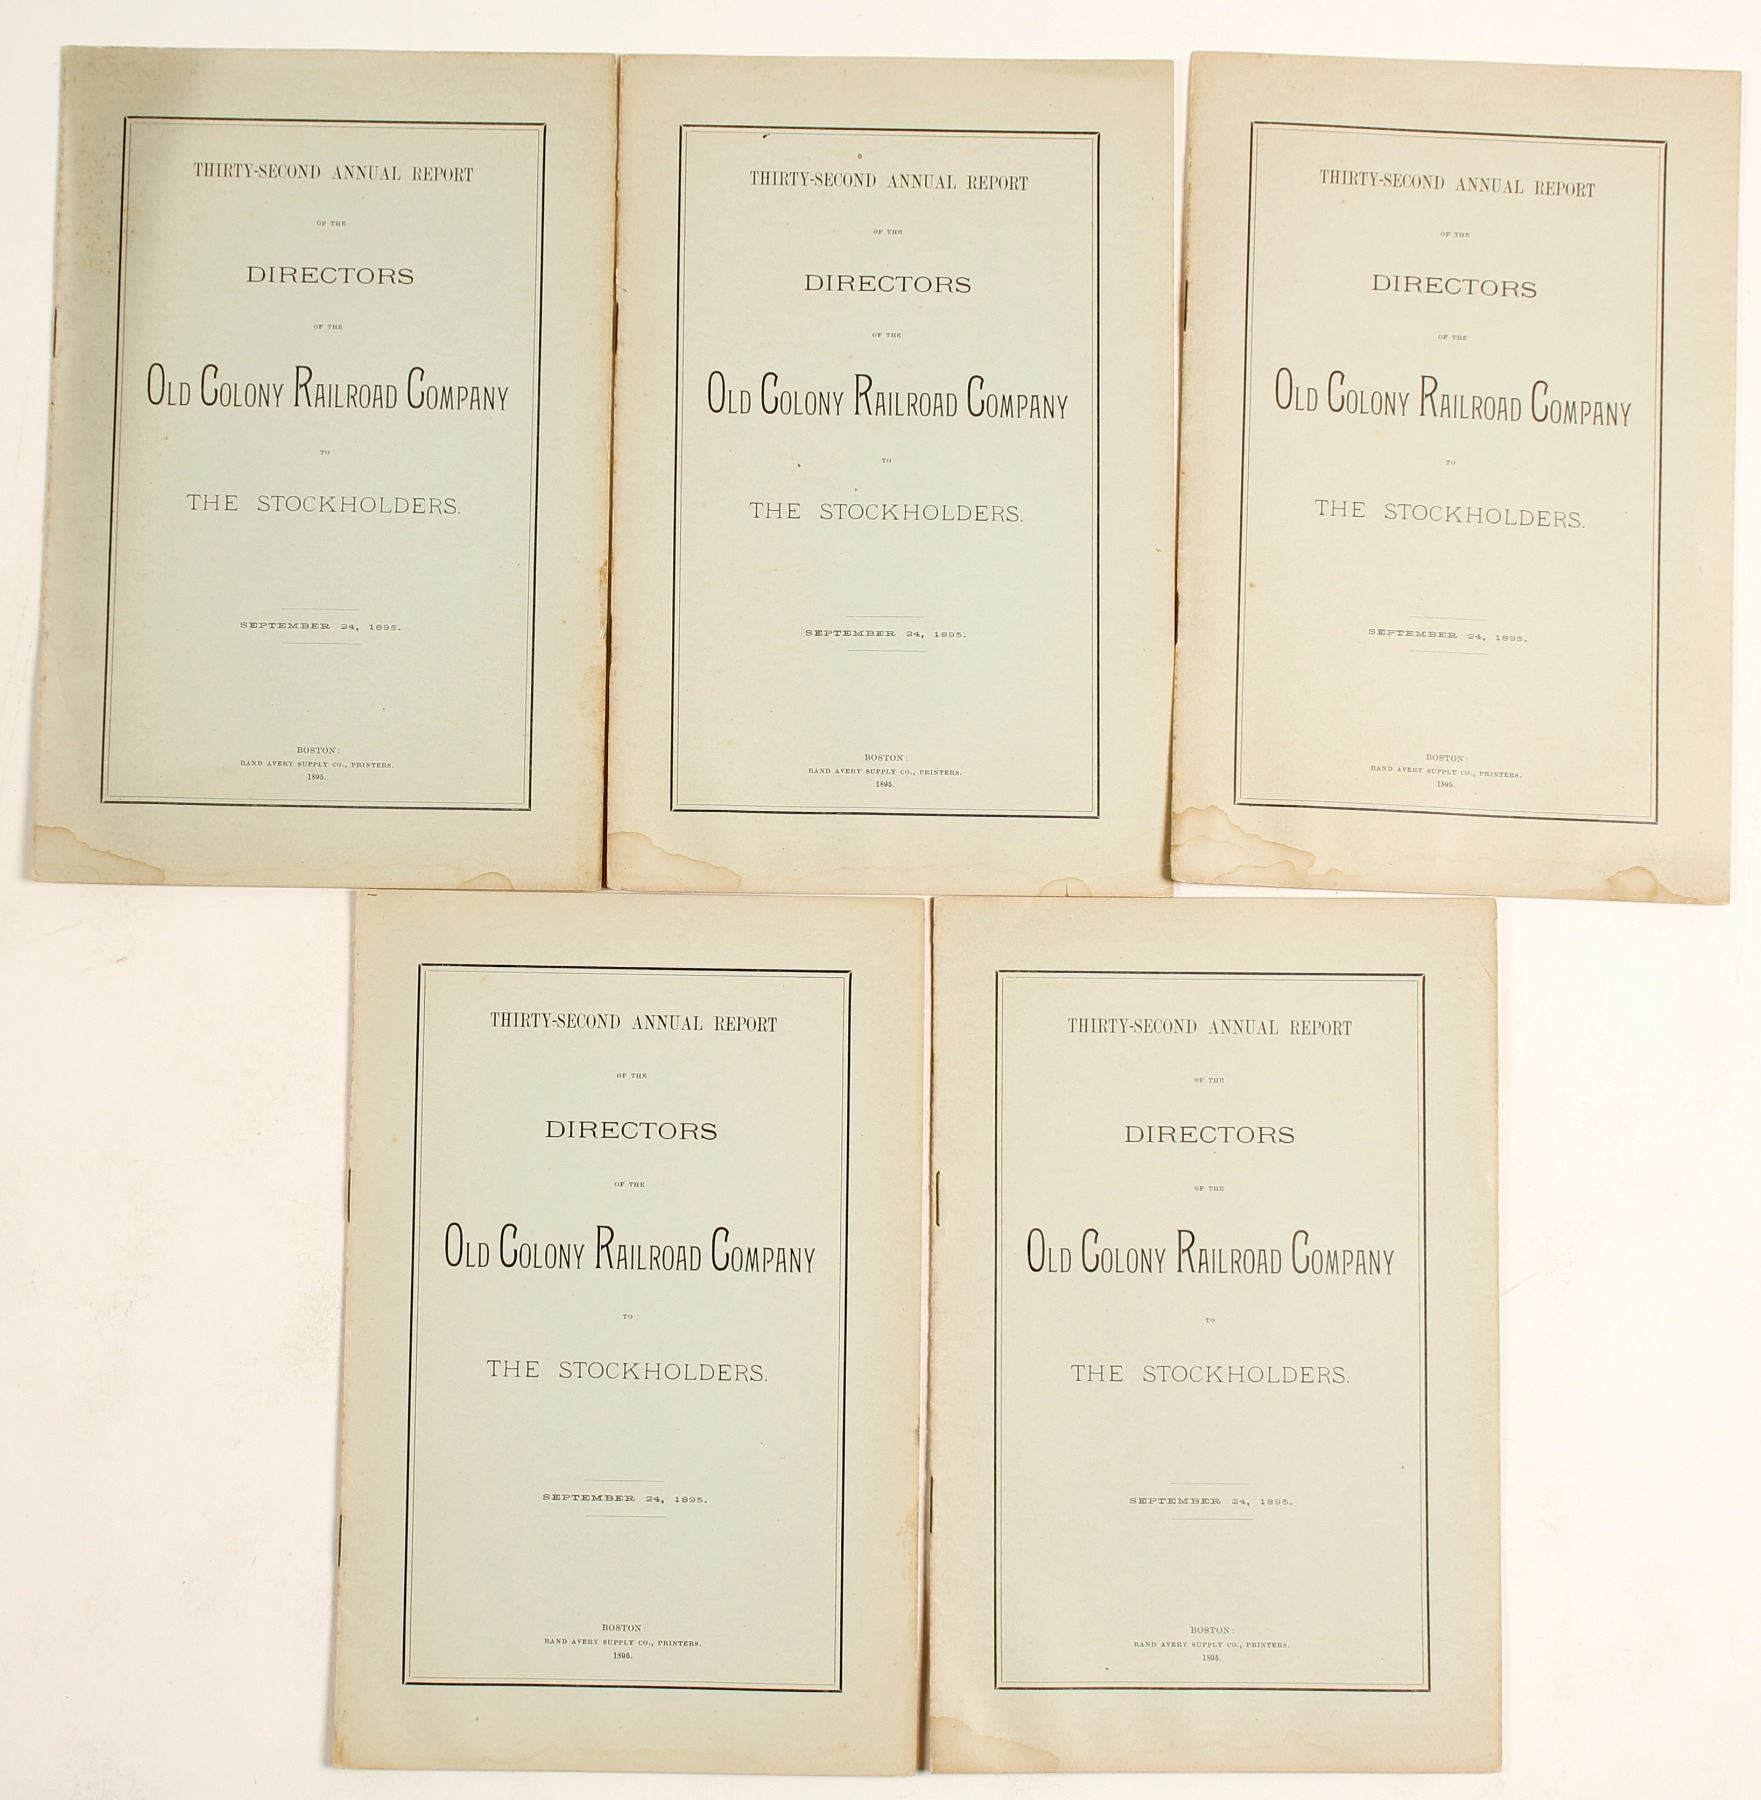 THIRTY-SECOND ANNUAL REPORT
OF THE
DIRECTORS
OF THE
OLD COLONY RAILROAD COMPANY
TO
THE STOCKHOLDERS.
SEPTEMBER 24, 1895.
BOSTON:
RAND AVERY SUPPLY CO., PRINTERS.
1895.
THIRTY-SECOND ANNUAL REPORT
OF THE
DIRECTORS
OF THE
OLD COLONY RAILROAD COMPANY
TO
THE STOCKHOLDERS.
SEPTEMBER 24, 1895.
BOSTON:
RAND AVERY SUPPLY CO., PRINTERS.
1895.
THIRTY-SECOND ANNUAL REPORT
OF THE
DIRECTORS
OF THE
OLD COLONY RAILROAD COMPANY
TO
THE STOCKHOLDERS.
SEPTEMBER 24, 1895.
BOSTON:
RAND AVERY SUPPLY CO., PRINTERS.
1895.
THIRTY-SECOND ANNUAL REPORT
OF THE
DIRECTORS
OF THE
OLD COLONY RAILROAD COMPANY
TO
THE STOCKHOLDERS.
SEPTEMBER 24, 1895.
BOSTON:
RAND AVERY SUPPLY CO., PRINTERS.
1895.
THIRTY-SECOND ANNUAL REPORT
OF THE
DIRECTORS
OF THE
OLD COLONY RAILROAD COMPANY
TO
THE STOCKHOLDERS.
SEPTEMBER 24, 1895.
BOSTON:
RAND AVERY SUPPLY CO., PRINTERS.
1895.